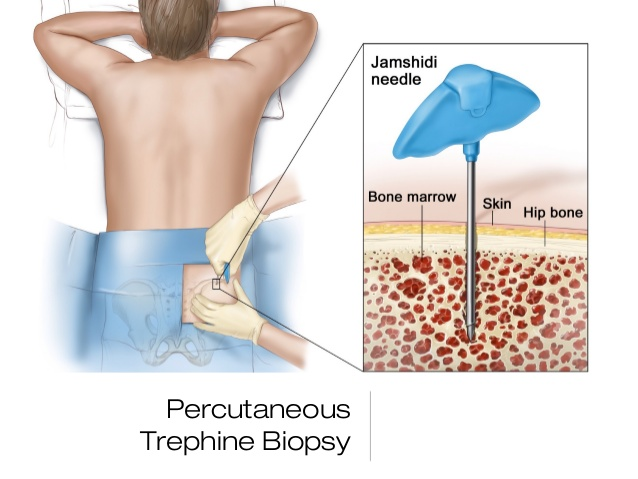 Jamshidi
needle
Bone marrow
Skin
Hip bone
Percutaneous
Trephine Biopsy